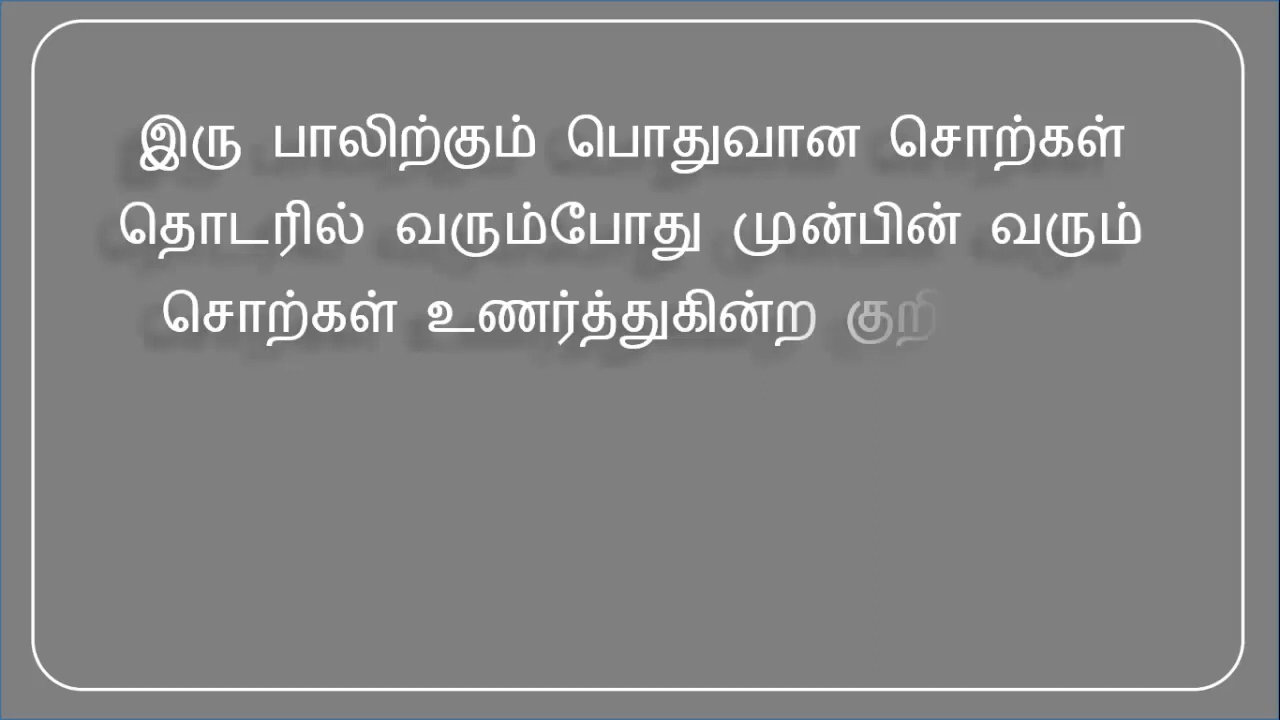 இரு பாலிற்கும் பொதுவான சொற்கள்
தொடரில் வரும்போது முன்பின் வரும்
சொற்கள் உணர்த்துகின்ற குறி